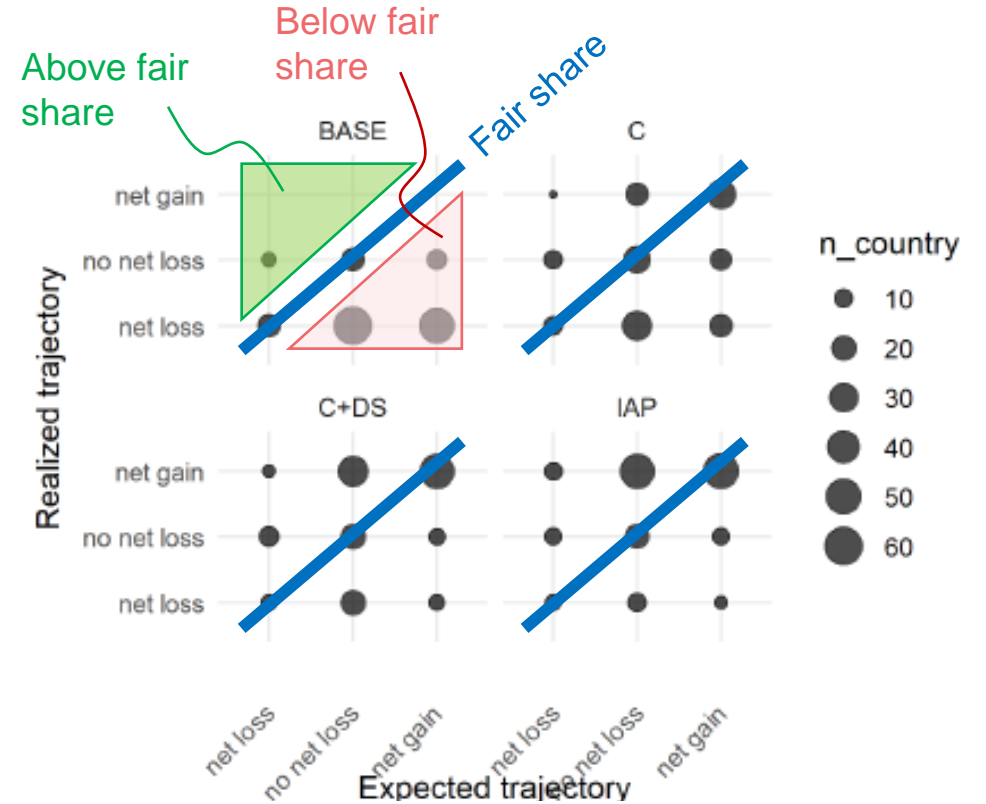 Below fair
share
Above fair
share
Fair share
BASE
C
net gain
no net loss
net loss
C+DS
IAP
net gain
no net loss
net loss
Realized trajectory
net loss
no net loss
net gain
net loss
no net loss
net gain
Expected trajectory
n_country
10
20
30
40
50
60